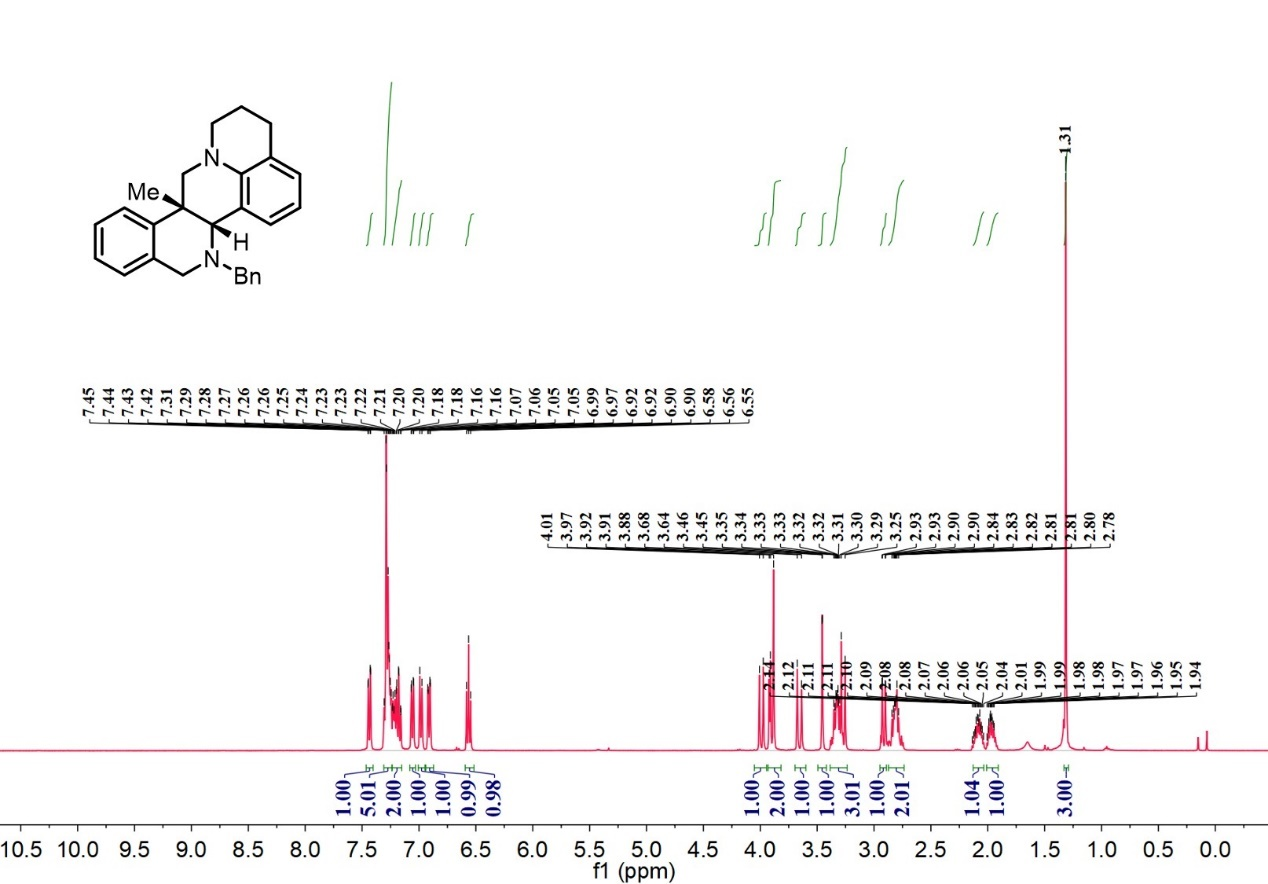 N
Me
H
N
Bn
1.31
7.45 7.44 7.43 7.42 7.31 7.29 7.28 7.27 7.26 7.26 7.25 7.24 7.23 7.23 7.22 7.21 7.20 7.20 7.18 7.18 7.16 7.16 7.07 7.06 7.05 7.05 6.99 6.97 6.92 6.92 6.90 6.90 6.58 6.56 6.55
4.01 3.97 3.92 3.91 3.88 3.68 3.64 3.46 3.45 3.35 3.34 3.33 3.33 3.32 3.32 3.31 3.30 3.29 3.25 2.93 2.93 2.90 2.90 2.84 2.83 2.82 2.81 2.81 2.80 2.78
2.14 2.12 2.11 2.11 2.10 2.09 2.08 2.08 2.07 2.06 2.06 2.05 2.04 2.01 1.99 1.99 1.98 1.98 1.97 1.97 1.96 1.95 1.94
1.00 5.01 2.00 1.00 1.00 0.99 0.98 1.00 2.00 1.00 1.00 3.01 1.00 2.01 1.04 1.00 3.00
10.5 10.0 9.5 9.0 8.5 8.0 7.5 7.0 6.5 6.0 5.5 5.0 4.5 4.0 3.5 3.0 2.5 2.0 1.5 1.0 0.5 0.0
f1 (ppm)